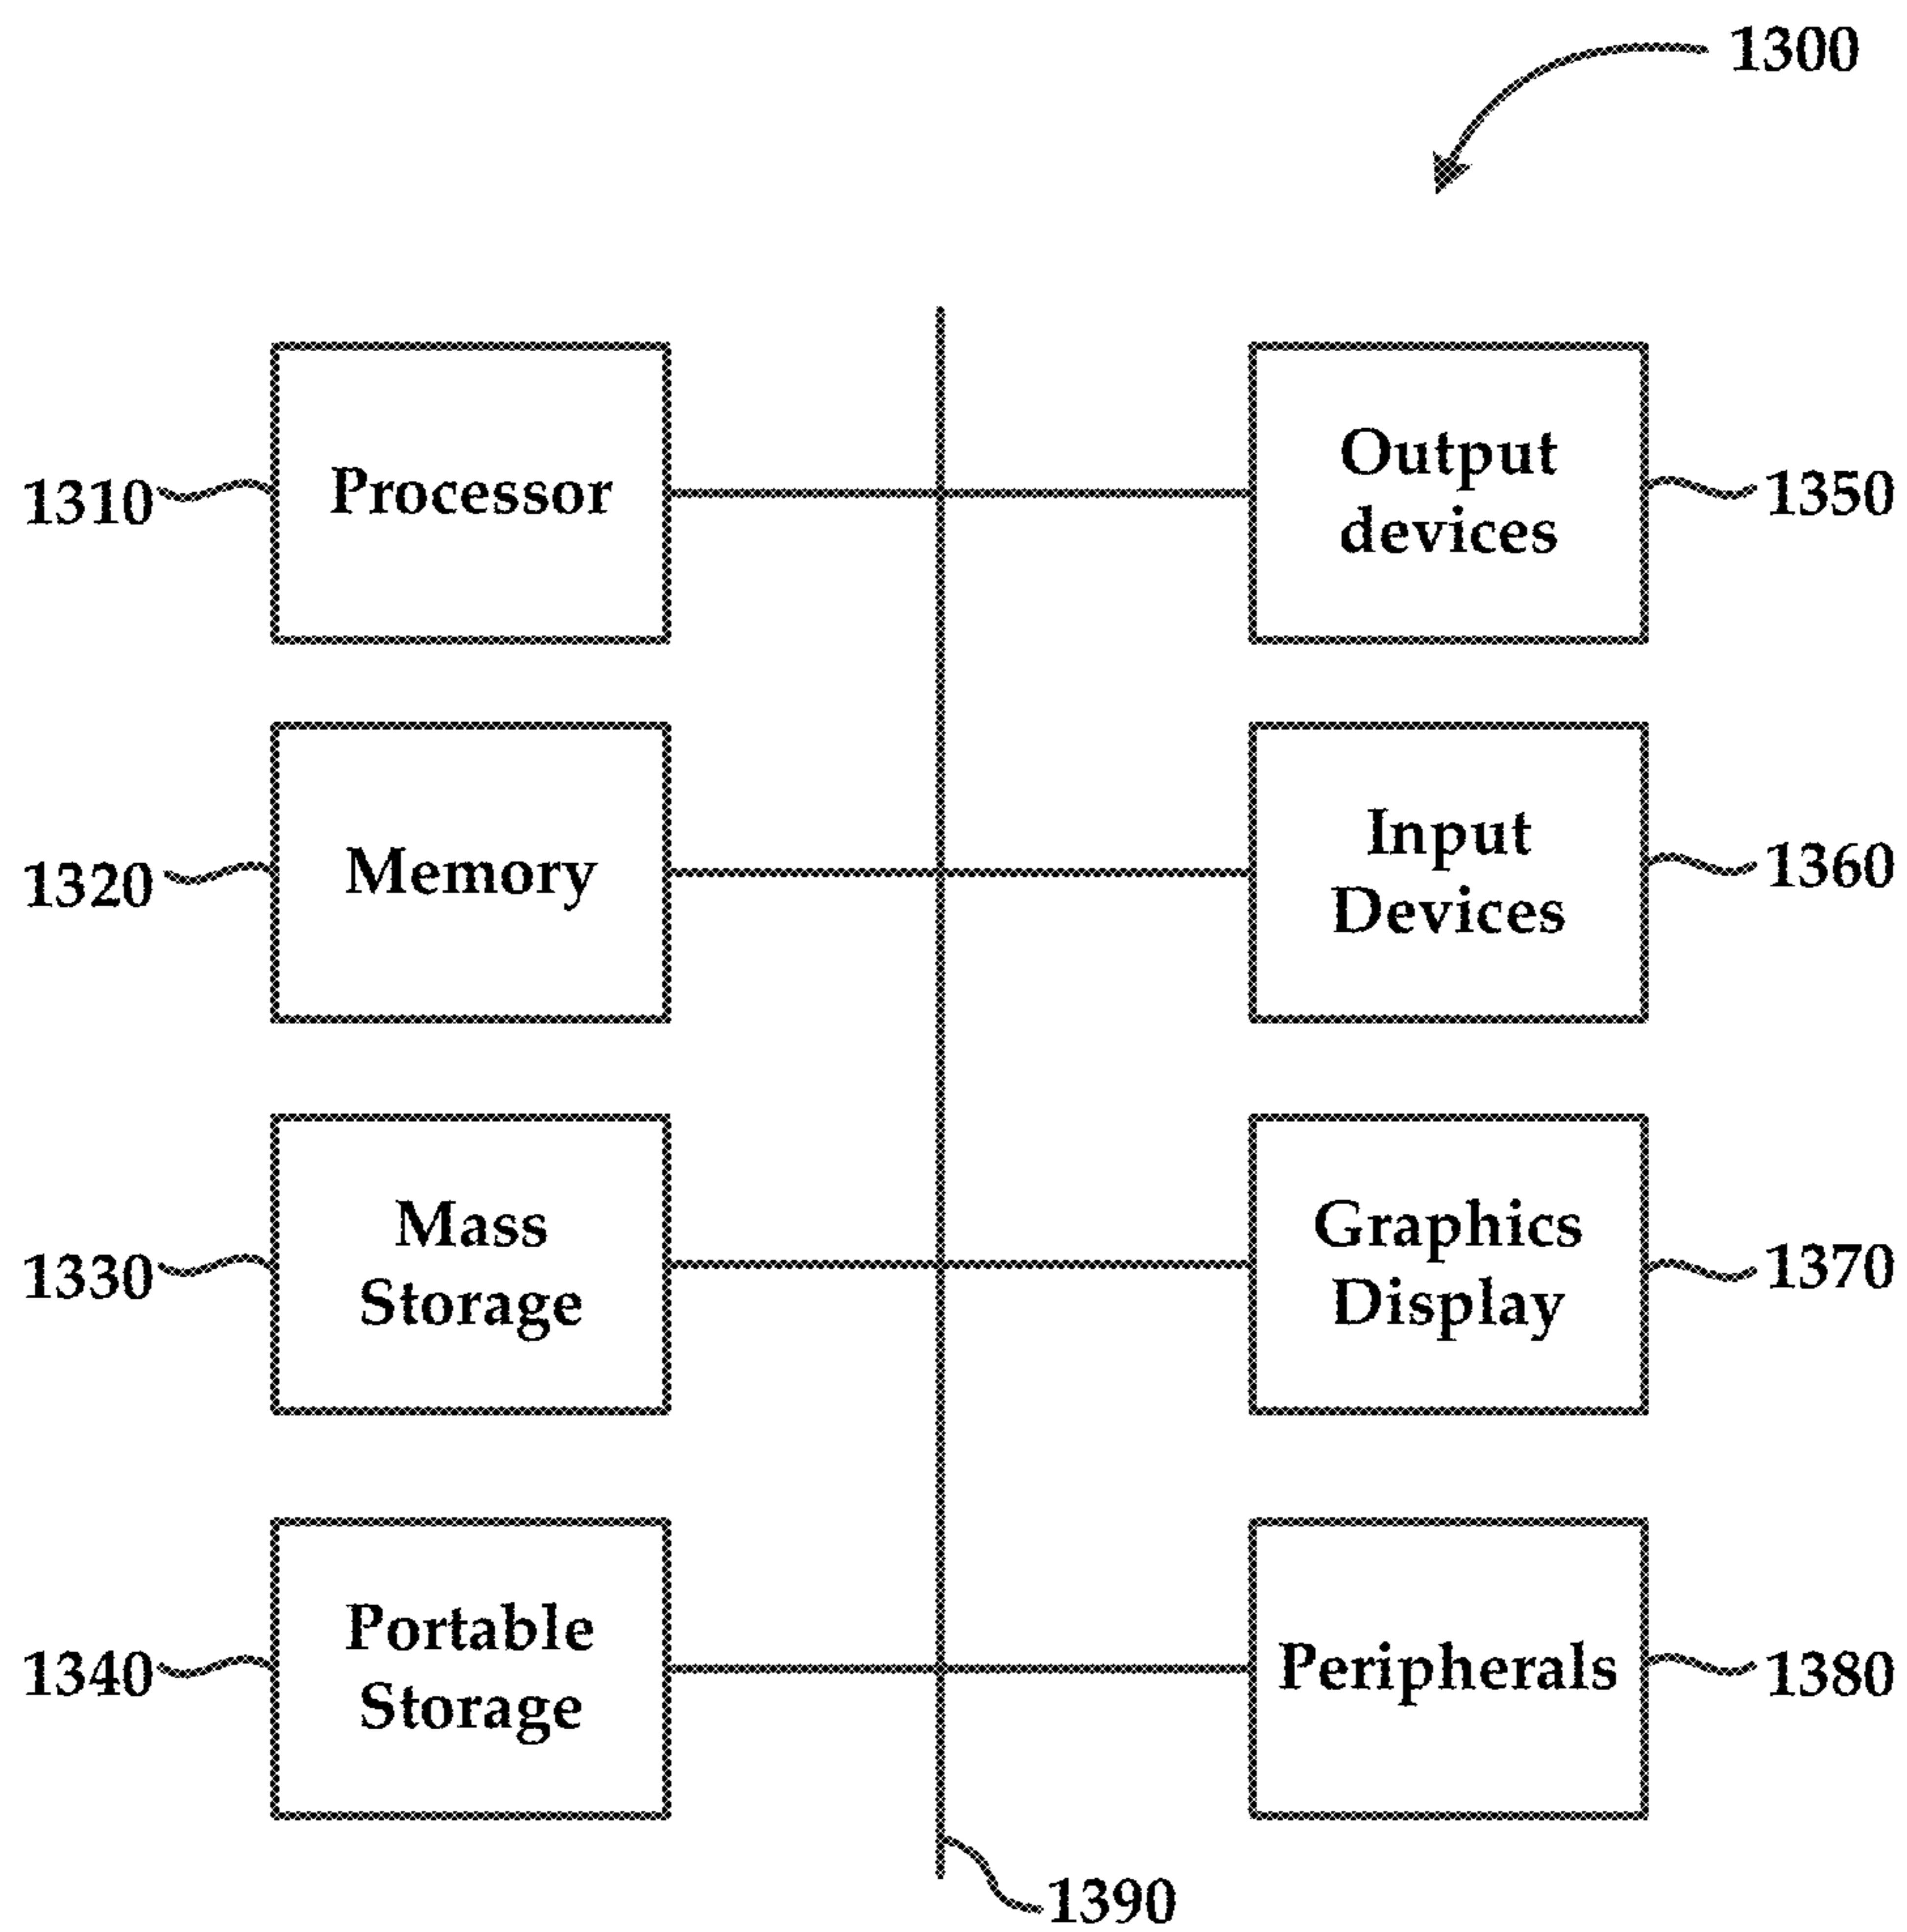 1300
1310
Processor
Output
devices
1350
1320
Memory
Input
Devices
1360
1330
Mass
Storage
Graphics
Display
1370
1340
Portable
Storage
Peripherals
1380
1390